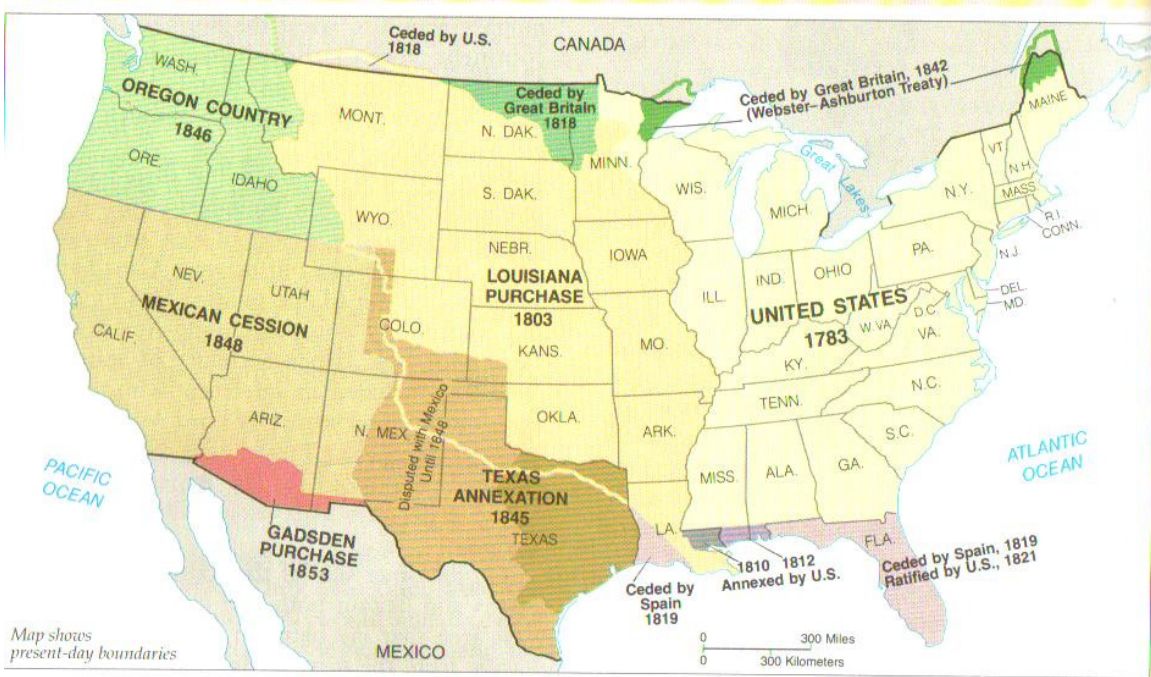 Ceded by U.S.
1818
CANADA
WASH.
OREGON COUNTRY
1846
ORE.
IDAHO
MONT.
Ceded by
Great Britain
1818
N. DAK.
MINN.
Ceded by Great Britain, 1842
(Webster–Ashburton Treaty)
MAINE
VT.
N.H.
MASS.
R.I.
CONN.
N.Y.
Great Lakes
WIS.
MICH.
S. DAK.
WYO.
NEBR.
IOWA
PA.
N.J.
DEL.
MD.
NEV.
UTAH
MEXICAN CESSION
1848
CALIF.
COLO.
LOUISIANA
PURCHASE
1803
KANS.
MO.
ILL.
IND.
OHIO
UNITED STATES
1783
W.VA.
D.C.
VA.
KY.
N.C.
TENN.
S.C.
ARIZ.
N. MEX.
Disputed with Mexico
Until 1848
OKLA.
ARK.
MISS.
ALA.
GA.
PACIFIC
OCEAN
ATLANTIC
OCEAN
TEXAS
ANNEXATION
1845
TEXAS
LA.
FLA.
GADSDEN
PURCHASE
1853
Ceded by
Spain
1819
1810
1812
Annexed by U.S.
Ceded by Spain, 1819
Ratified by U.S., 1821
Map shows
present-day boundaries
MEXICO
0
300 Miles
0
300 Kilometers